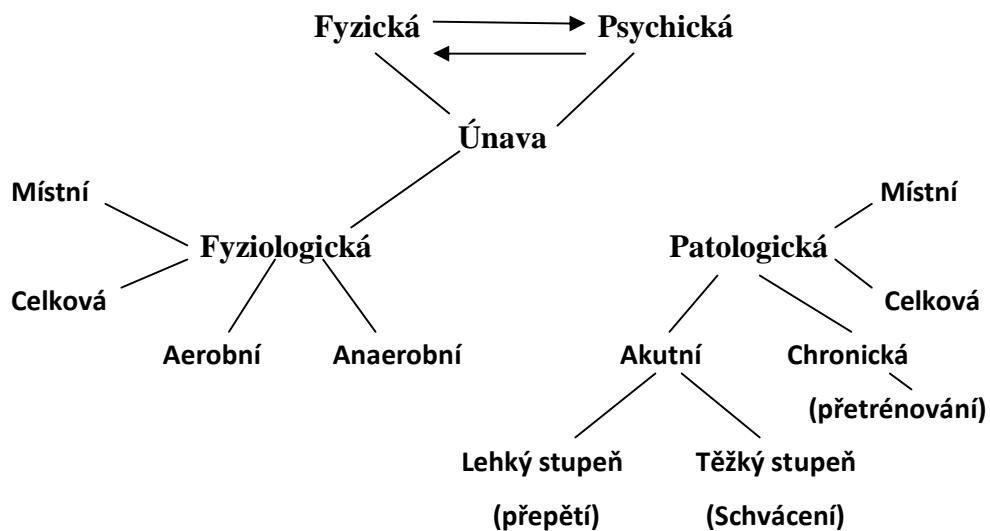 Fyzická Psychická
Únava
Místní Místní
Fyziologická Patologická
Celková Celková
Aerobní Anaerobní Akutní Chronická
(přetrénování)
Lehký stupeň Těžký stupeň
(přepětí) (Schvácení)